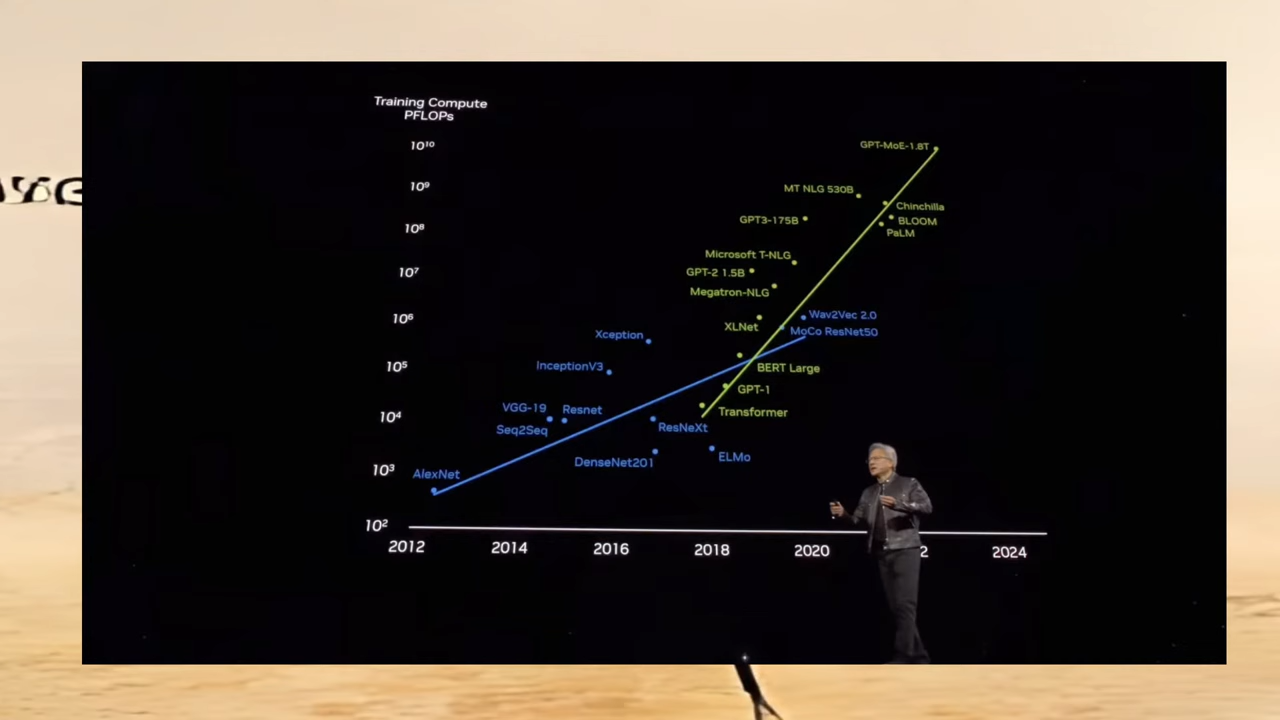 Training Compute
PFLOPs
10¹⁰
10⁹
10⁸
10⁷
10⁶
10⁵
10⁴
10³
10²
GPT-MoE-1.8T
MT NLG 530B
Chinchilla
GPT3-175B
BLOOM
PaLM
Microsoft T-NLG
GPT-2 1.5B
Megatron-NLG
Wav2Vec 2.0
XLNet
MoCo ResNet50
Xception
InceptionV3
BERT Large
GPT-1
VGG-19
Resnet
Transformer
Seq2Seq
ResNeXt
DenseNet201
ELMo
AlexNet
2012 2014 2016 2018 2020 2 2024